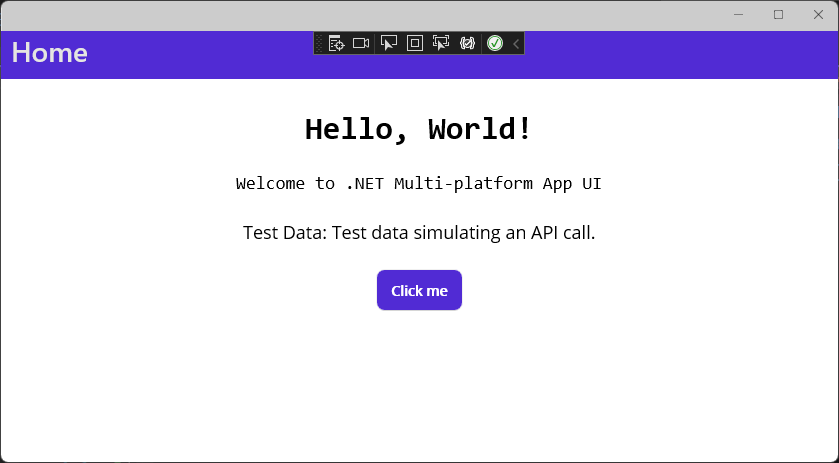 Home
Hello, World!
Welcome to .NET Multi-platform App UI
Test Data: Test data simulating an API call.
Click me